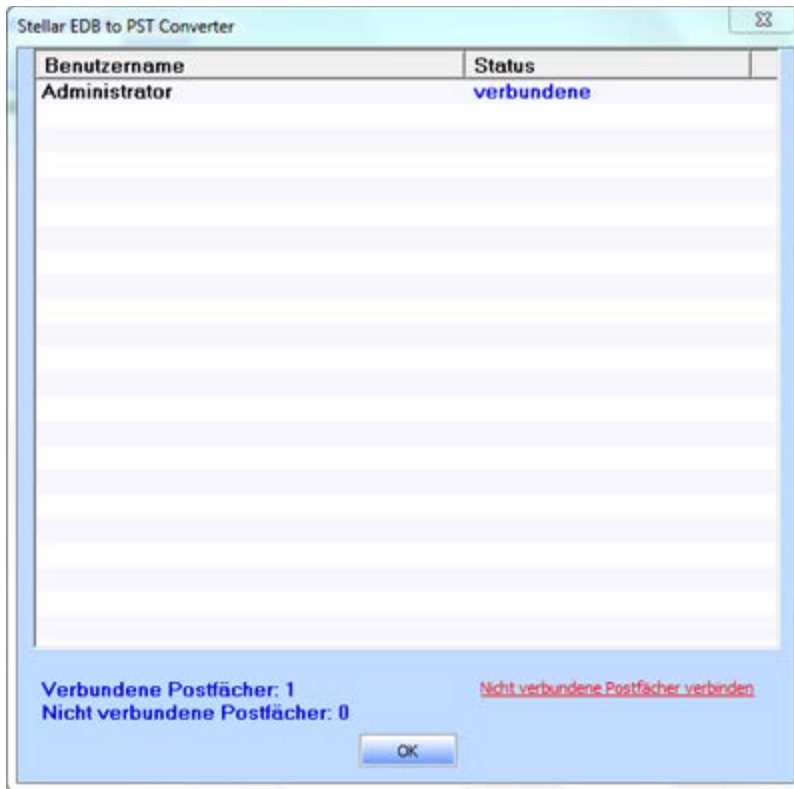 Stellar EDB to PST Converter
Benutzername Status
Administrator verbundene
Verbundene Postfächer: 1 Nicht verbundene Postfächer verbinden
Nicht verbundene Postfächer: 0
OK